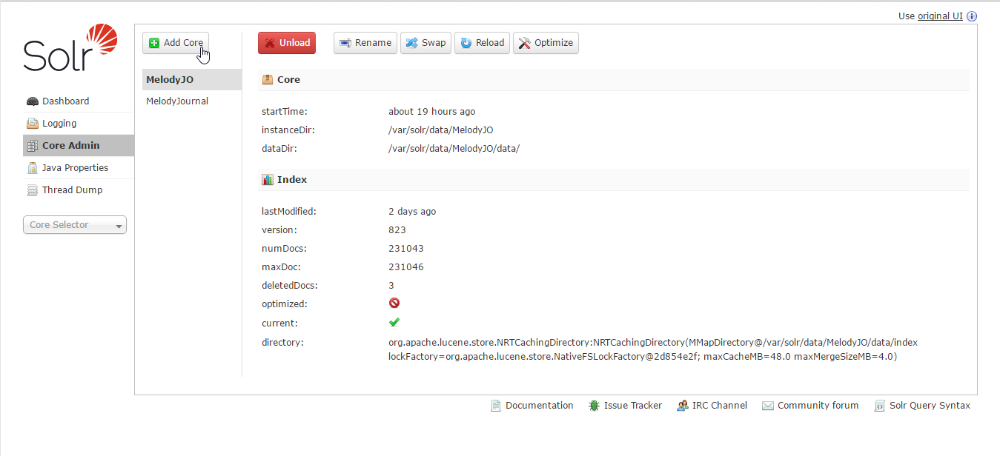 Use original UI
Solr
Add Core
Unload
Rename
Swap
Reload
Optimize
Dashboard
Logging
Core Admin
Java Properties
Thread Dump
Core Selector
MelodyJO
MelodyJournal
Core
startTime: about 19 hours ago
instanceDir: /var/solr/data/MelodyJO
dataDir: /var/solr/data/MelodyJO/data/
Index
lastModified: 2 days ago
version: 823
numDocs: 231043
maxDoc: 231046
deletedDocs: 3
optimized:
current:
directory: org.apache.lucene.store.NRTCachingDirectory:NRTCachingDirectory(MMapDirectory@/var/solr/data/MelodyJO/data/index
lockFactory=org.apache.lucene.store.NativeFSLockFactory@2d854e2f; maxCacheMB=48.0 maxMergeSizeMB=4.0)
Documentation
Issue Tracker
IRC Channel
Community forum
Solr Query Syntax